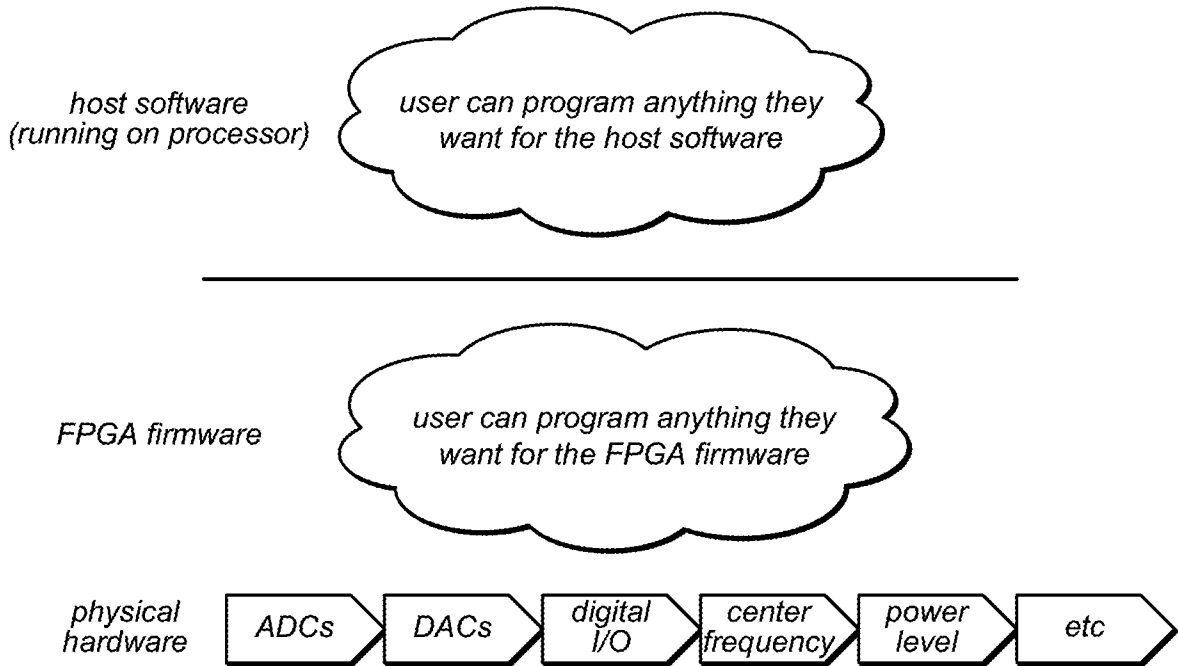 host software
(running on processor)
user can program anything they
want for the host software
FPGA firmware
user can program anything they
want for the FPGA firmware
physical
hardware
ADCs
DACs
digital
I/O
center
frequency
power
level
etc